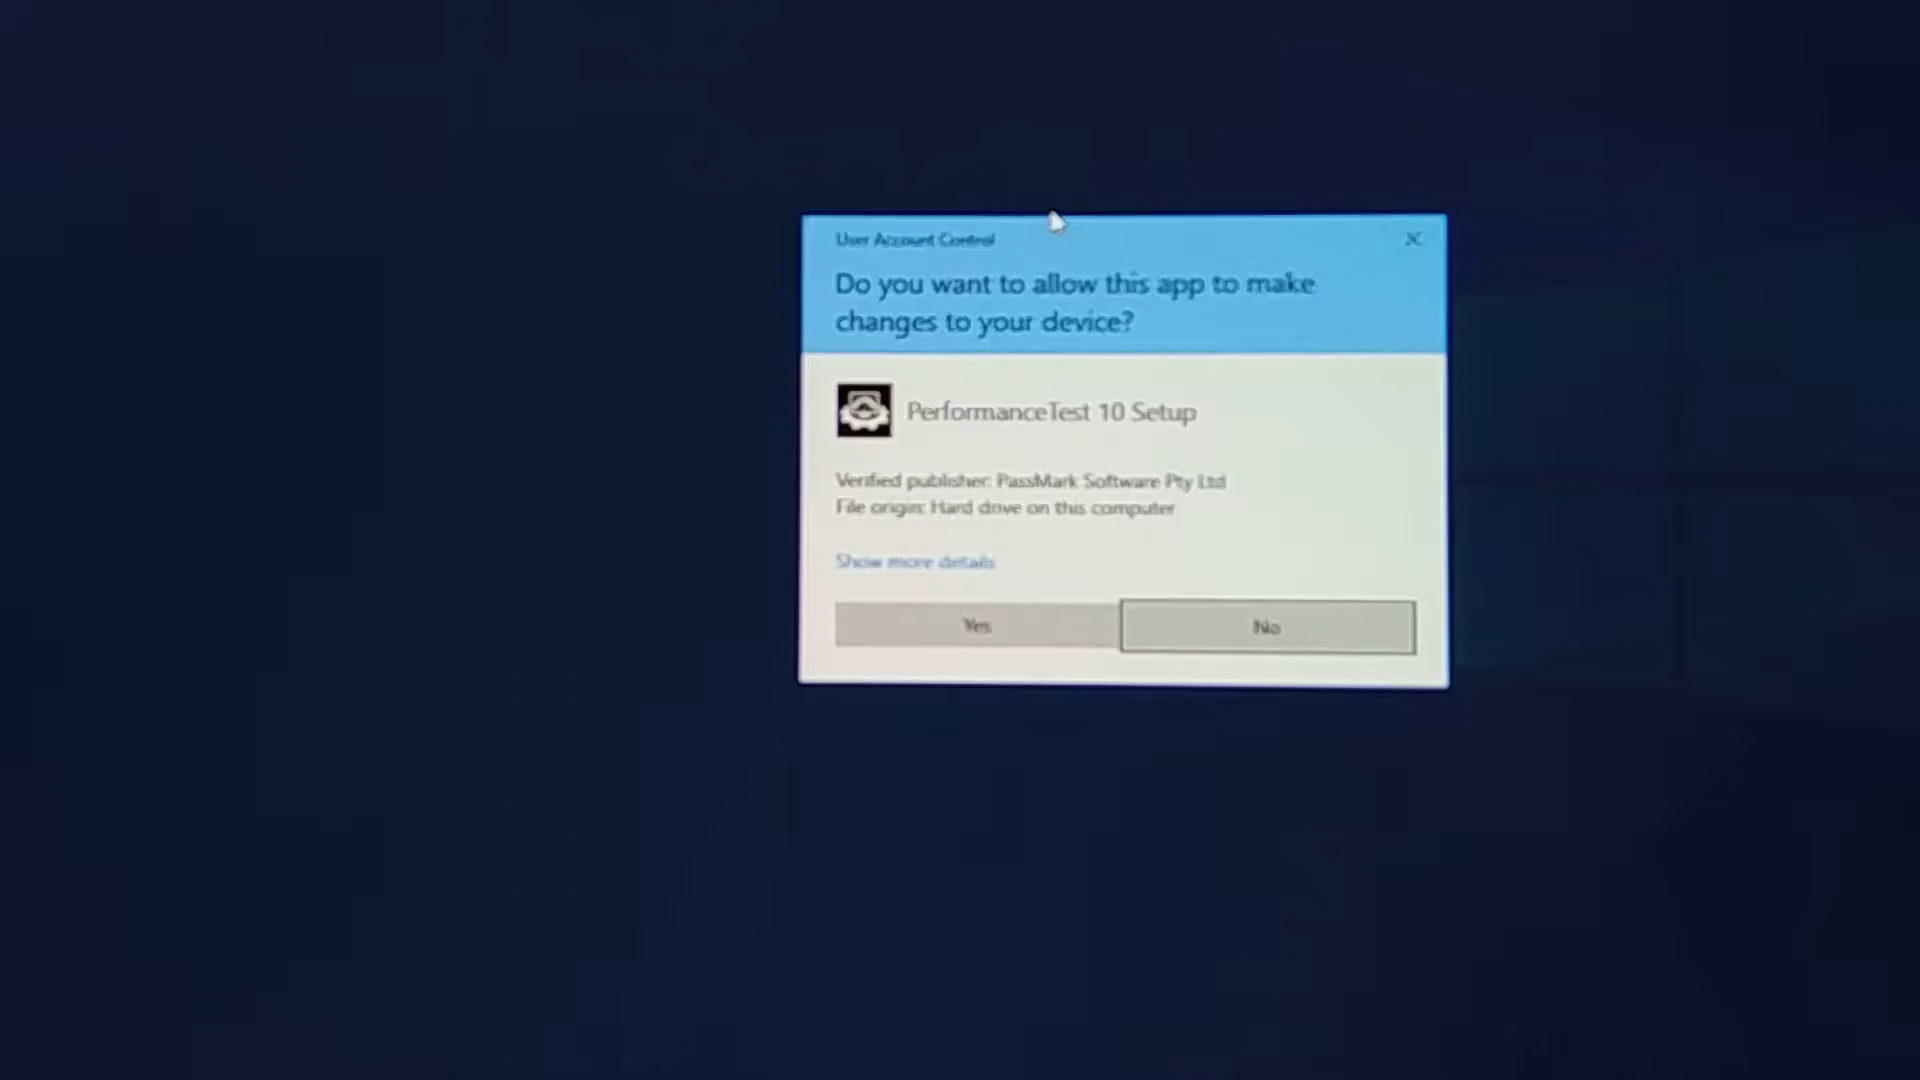 User Account Control
Do you want to allow this app to make
changes to your device?
PerformanceTest 10 Setup
Verified publisher: PassMark Software Pty Ltd
File origin: Hard drive on this computer
Show more details
Yes
No